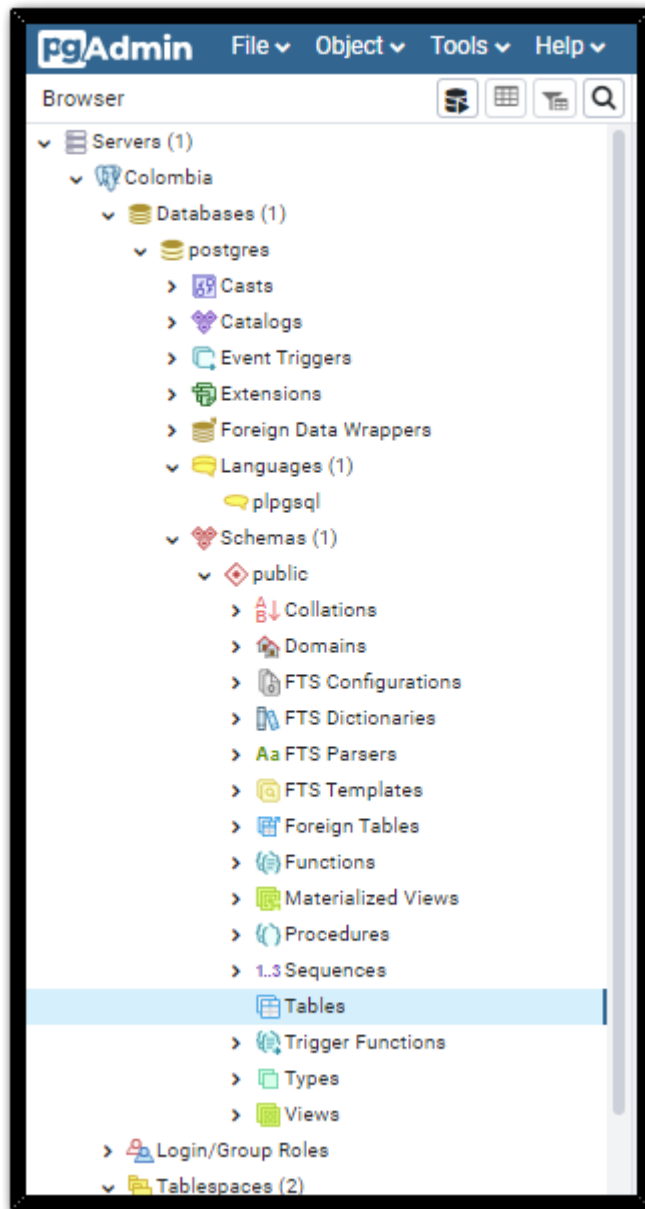 pgAdmin File Object Tools Help
Browser
Servers (1)
Colombia
Databases (1)
postgres
Casts
Catalogs
Event Triggers
Extensions
Foreign Data Wrappers
Languages (1)
plpgsql
Schemas (1)
public
Collations
Domains
FTS Configurations
FTS Dictionaries
Aa FTS Parsers
FTS Templates
Foreign Tables
Functions
Materialized Views
Procedures
1..3 Sequences
Tables
Trigger Functions
Types
Views
Login/Group Roles
Tablespaces (2)